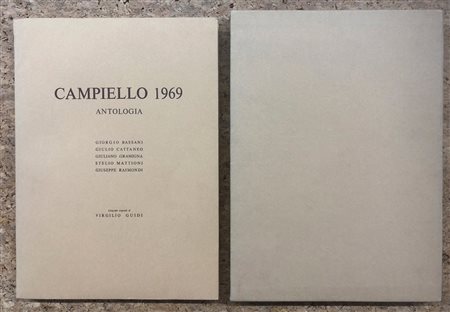 CAMPIELLO 1969
ANTOLOGIA
GIORGIO BASSANI
GIULIO CATTANEO
GIULIANO GRAMIGNA
STELIO MATTIONI
GIUSEPPE RAIMONDI
VIRGILIO GUIDI